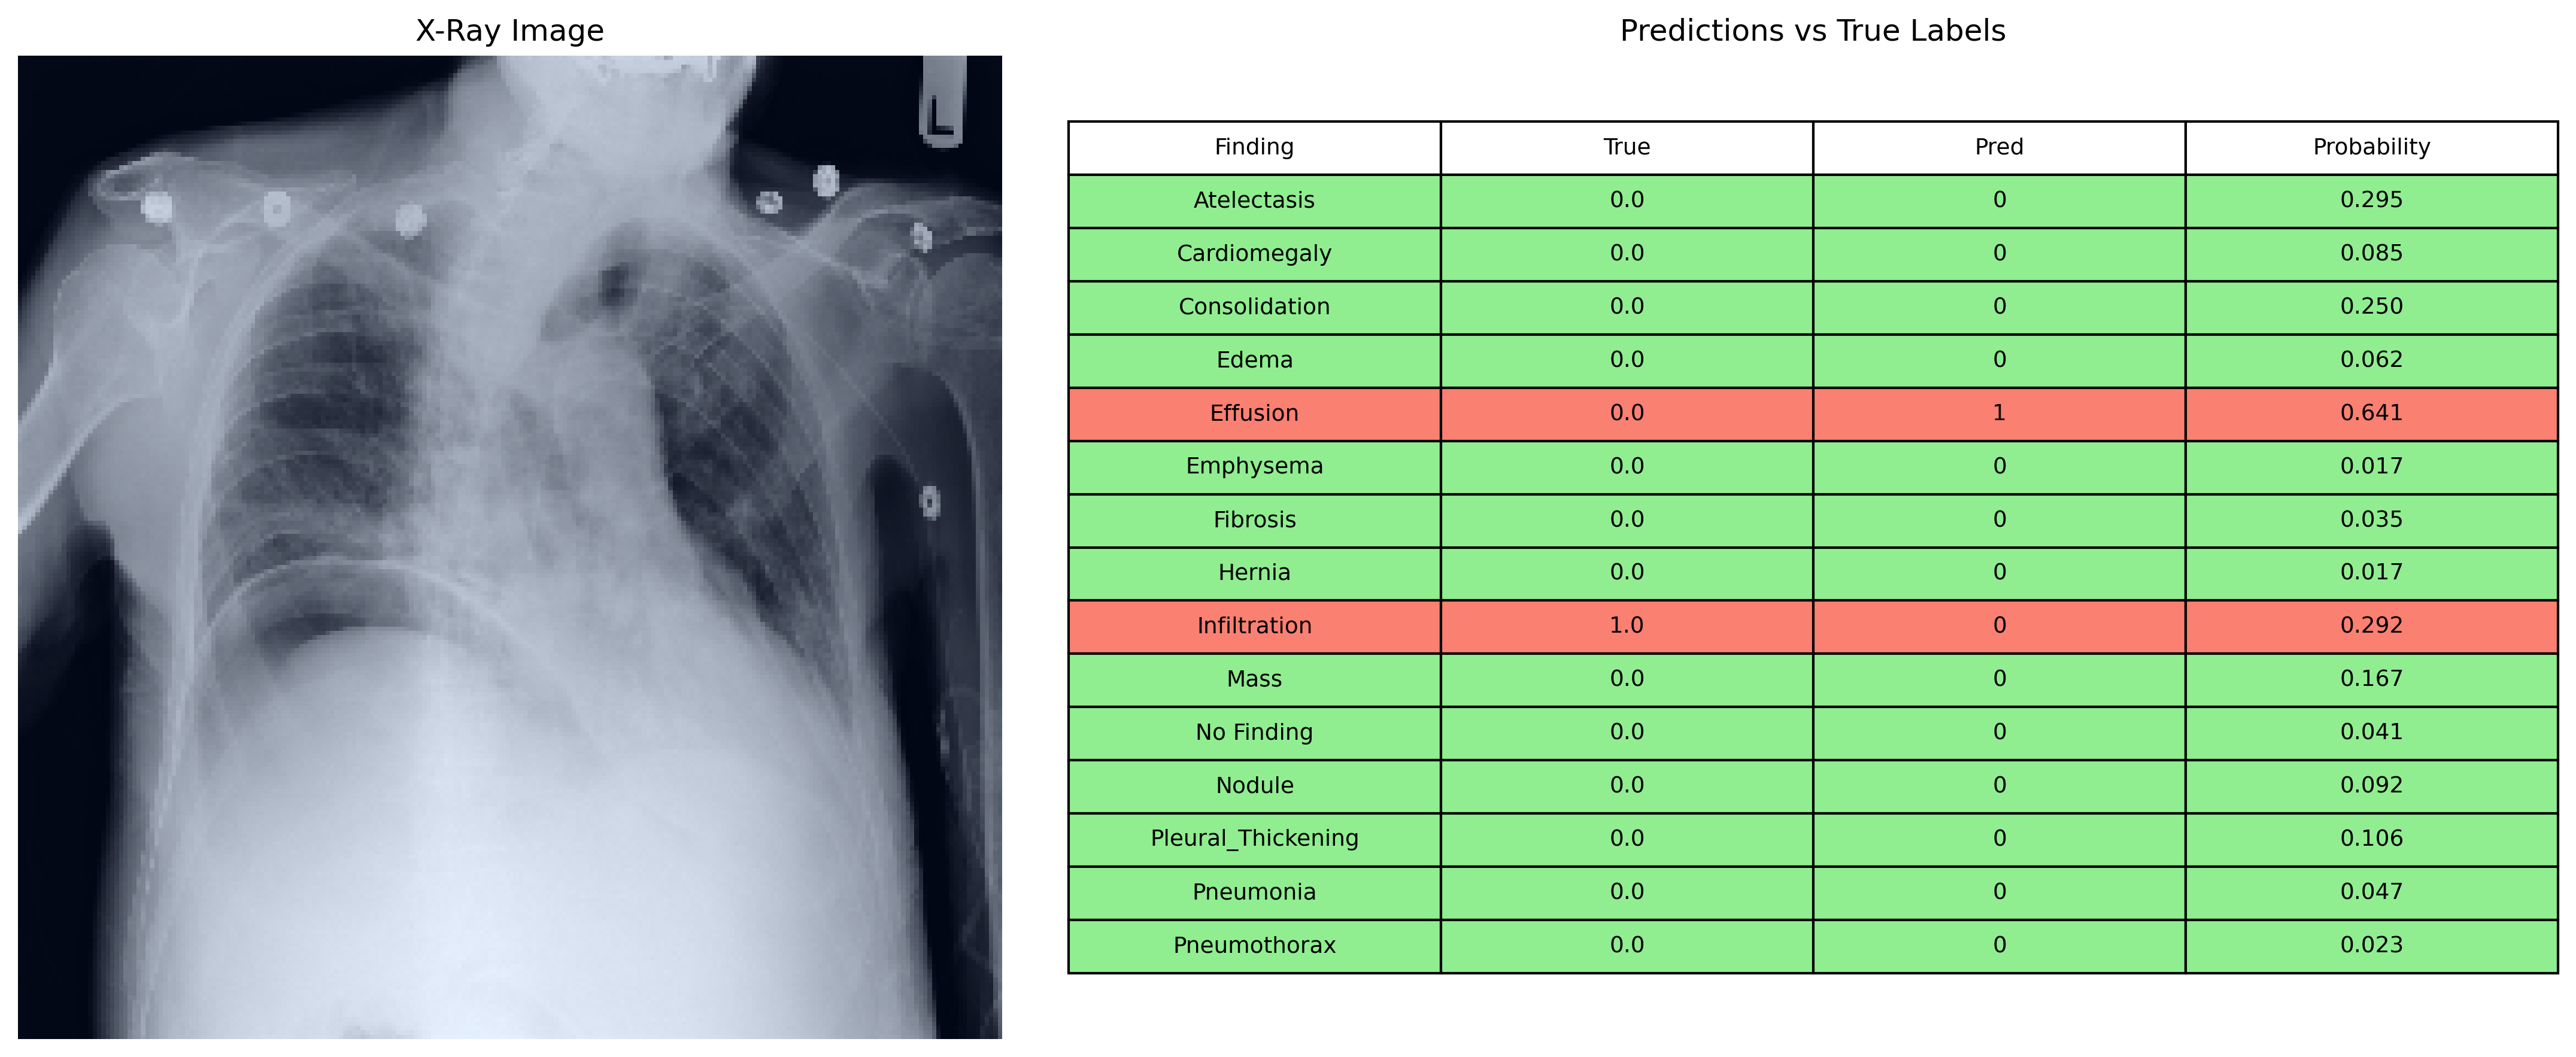 X-Ray Image
L
Predictions vs True Labels
Finding True Pred Probability
Atelectasis 0.0 0 0.295
Cardiomegaly 0.0 0 0.085
Consolidation 0.0 0 0.250
Edema 0.0 0 0.062
Effusion 0.0 1 0.641
Emphysema 0.0 0 0.017
Fibrosis 0.0 0 0.035
Hernia 0.0 0 0.017
Infiltration 1.0 0 0.292
Mass 0.0 0 0.167
No Finding 0.0 0 0.041
Nodule 0.0 0 0.092
Pleural_Thickening 0.0 0 0.106
Pneumonia 0.0 0 0.047
Pneumothorax 0.0 0 0.023